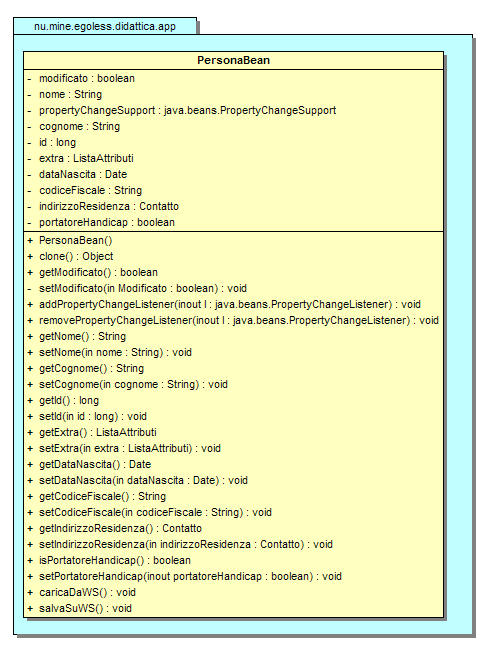 nu.mine.egoless.didattica.app
PersonaBean
- modificato : boolean
- nome : String
- propertyChangeSupport : java.beans.PropertyChangeSupport
- cognome : String
- id : long
- extra : ListaAttributi
- dataNascita : Date
- codiceFiscale : String
- indirizzoResidenza : Contatto
- portatoreHandicap : boolean
+ PersonaBean()
+ clone() : Object
+ getModificato() : boolean
- setModificato(in Modificato : boolean) : void
+ addPropertyChangeListener(inout l : java.beans.PropertyChangeListener) : void
+ removePropertyChangeListener(inout l : java.beans.PropertyChangeListener) : void
+ getNome() : String
+ setNome(in nome : String) : void
+ getCognome() : String
+ setCognome(in cognome : String) : void
+ getId() : long
+ setId(in id : long) : void
+ getExtra() : ListaAttributi
+ setExtra(in extra : ListaAttributi) : void
+ getDataNascita() : Date
+ setDataNascita(in dataNascita : Date) : void
+ getCodiceFiscale() : String
+ setCodiceFiscale(in codiceFiscale : String) : void
+ getIndirizzoResidenza() : Contatto
+ setIndirizzoResidenza(in indirizzoResidenza : Contatto) : void
+ isPortatoreHandicap() : boolean
+ setPortatoreHandicap(inout portatoreHandicap : boolean) : void
+ caricaDaWS() : void
+ salvaSuWS() : void